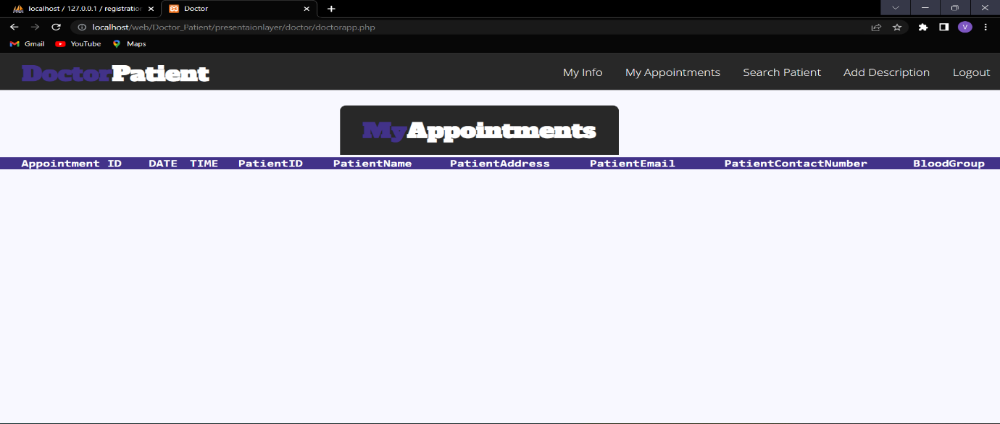 localhost / 127.0.0.1 / registration
Doctor
localhost/web/Doctor_Patient/presentaionlayer/doctor/doctorapp.php
V
Gmail YouTube Maps
DoctorPatient
My Info My Appointments Search Patient Add Description Logout
MyAppointments
Appointment ID DATE TIME PatientID PatientName PatientAddress PatientEmail PatientContactNumber BloodGroup